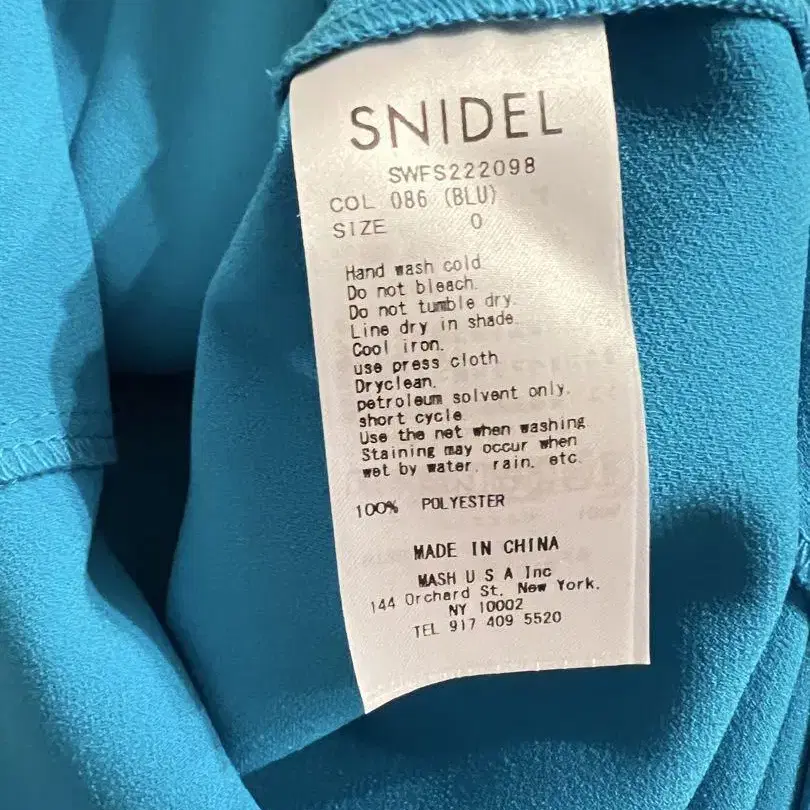 SNIDEL
SWFS222098
COL 086 (BLU)
SIZE 0
Hand wash cold
Do not bleach.
Do not tumble dry.
Line dry in shade.
Cool iron.
use press cloth
Dryclean.
petroleum solvent only.
short cycle.
Use the net when washing.
Staining may occur when
wet by water. rain. etc.
100% POLYESTER
MADE IN CHINA
MASH U S A Inc
144 Orchard St. New York.
NY 10002
TEL 917 409 5520